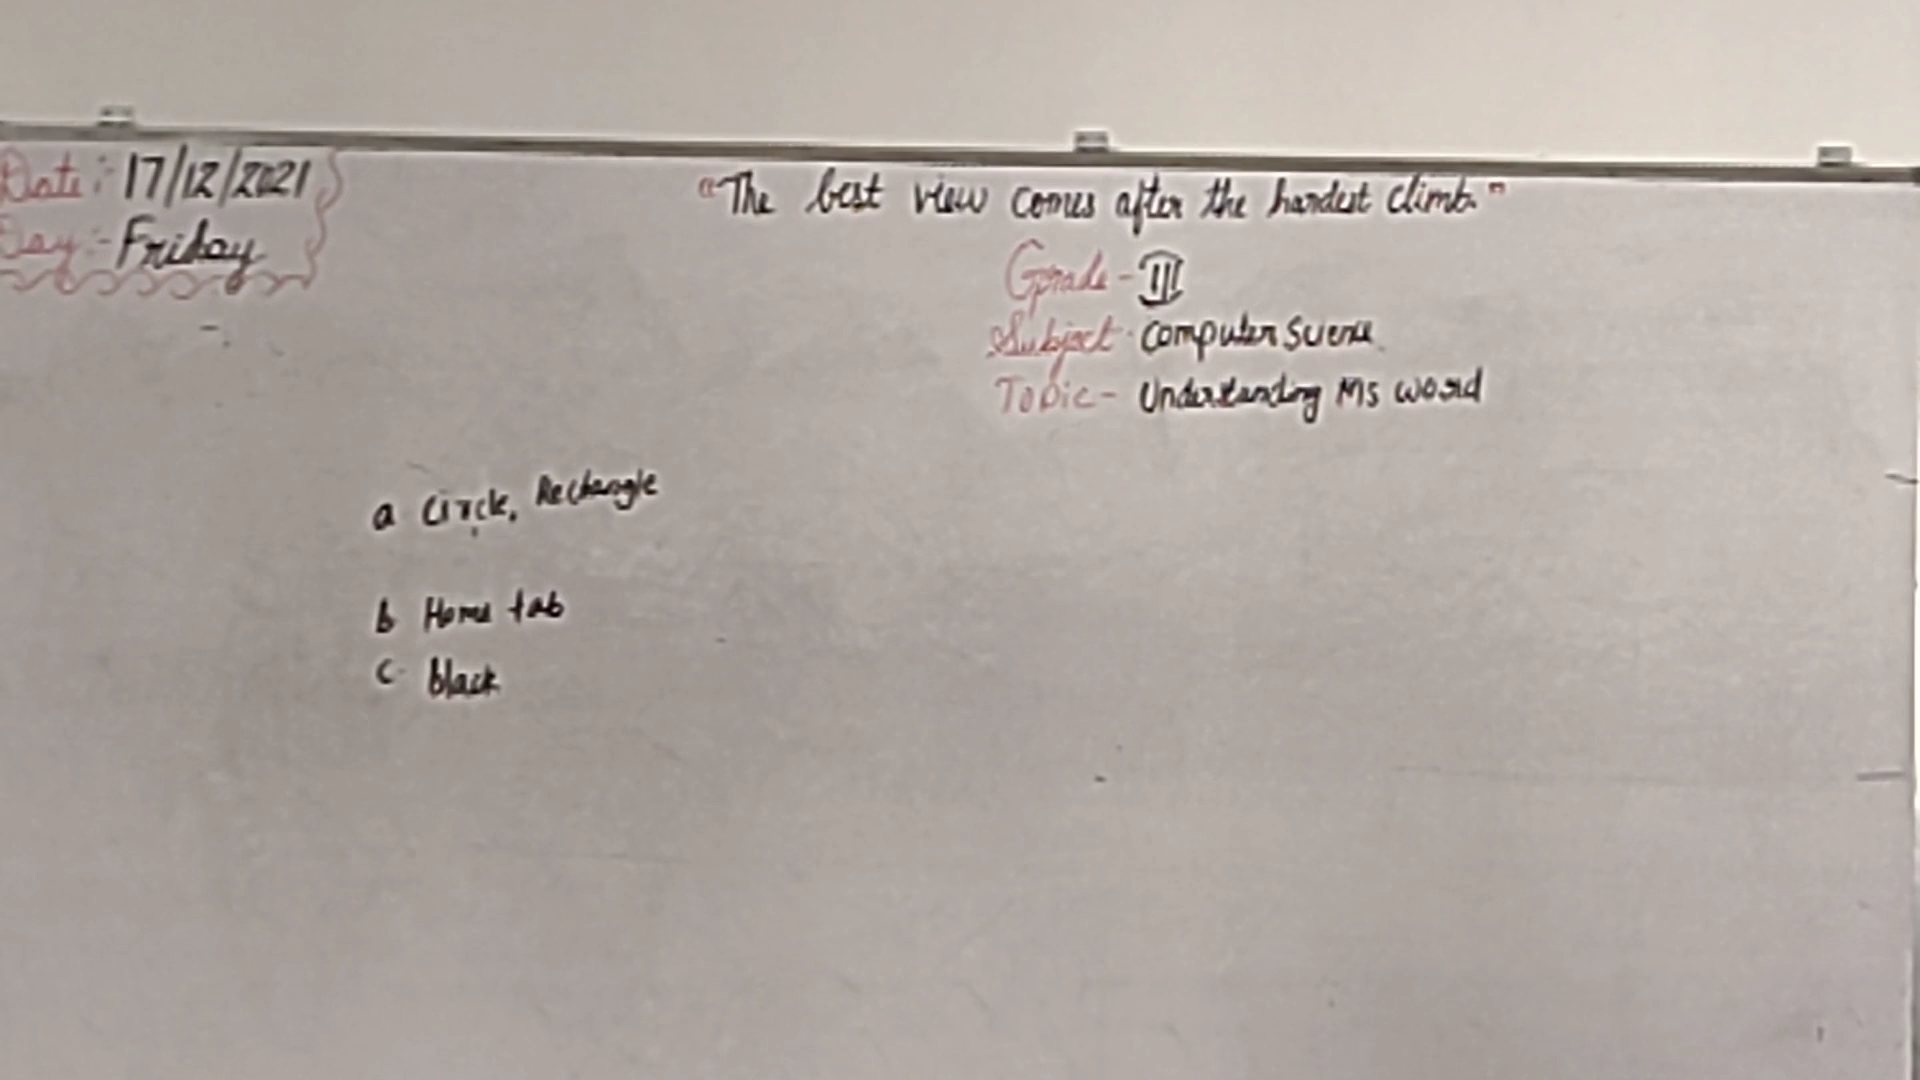 Date:- 17/12/2021
Day:- Friday
"The best view comes after the hardest climb."
Grade - III
Subject - Computer Science
Topic - Understanding Ms word
a Circle, Rectangle
b Home tab
c. black